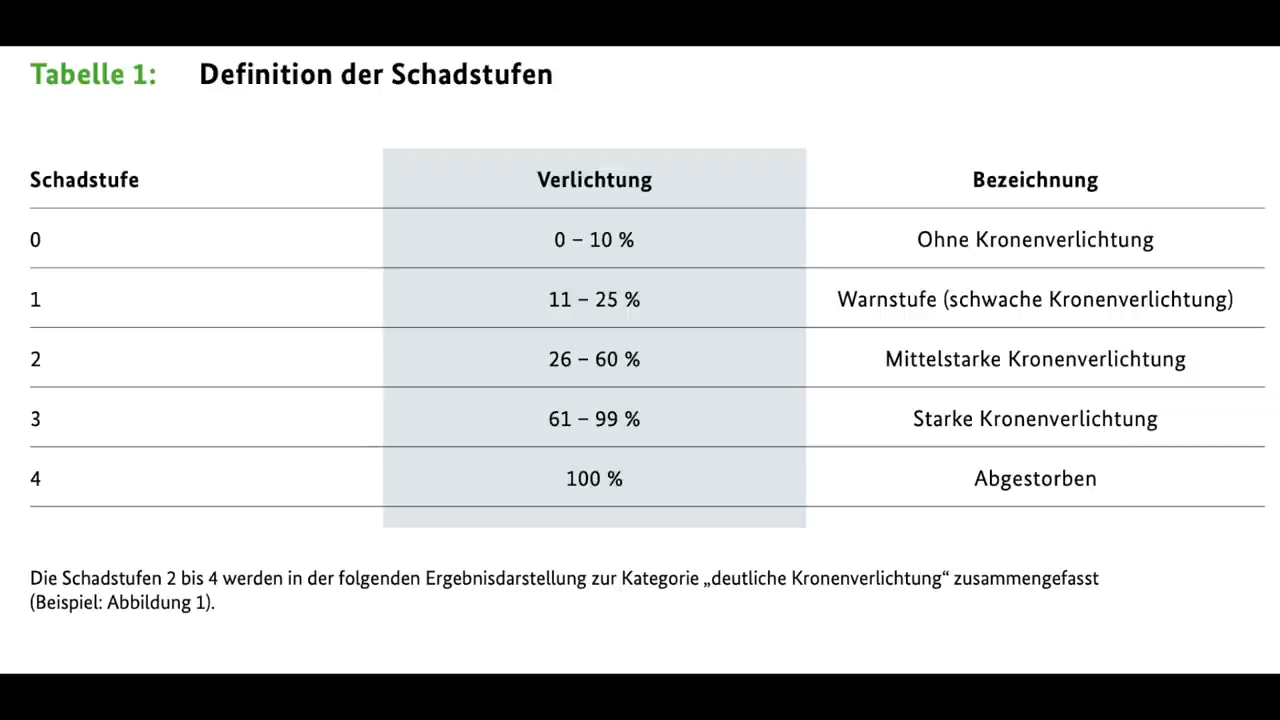 Tabelle 1: Definition der Schadstufen
Schadstufe Verlichtung Bezeichnung
0 0 – 10 % Ohne Kronenverlichtung
1 11 – 25 % Warnstufe (schwache Kronenverlichtung)
2 26 – 60 % Mittelstarke Kronenverlichtung
3 61 – 99 % Starke Kronenverlichtung
4 100 % Abgestorben
Die Schadstufen 2 bis 4 werden in der folgenden Ergebnisdarstellung zur Kategorie „deutliche Kronenverlichtung“ zusammengefasst
(Beispiel: Abbildung 1).